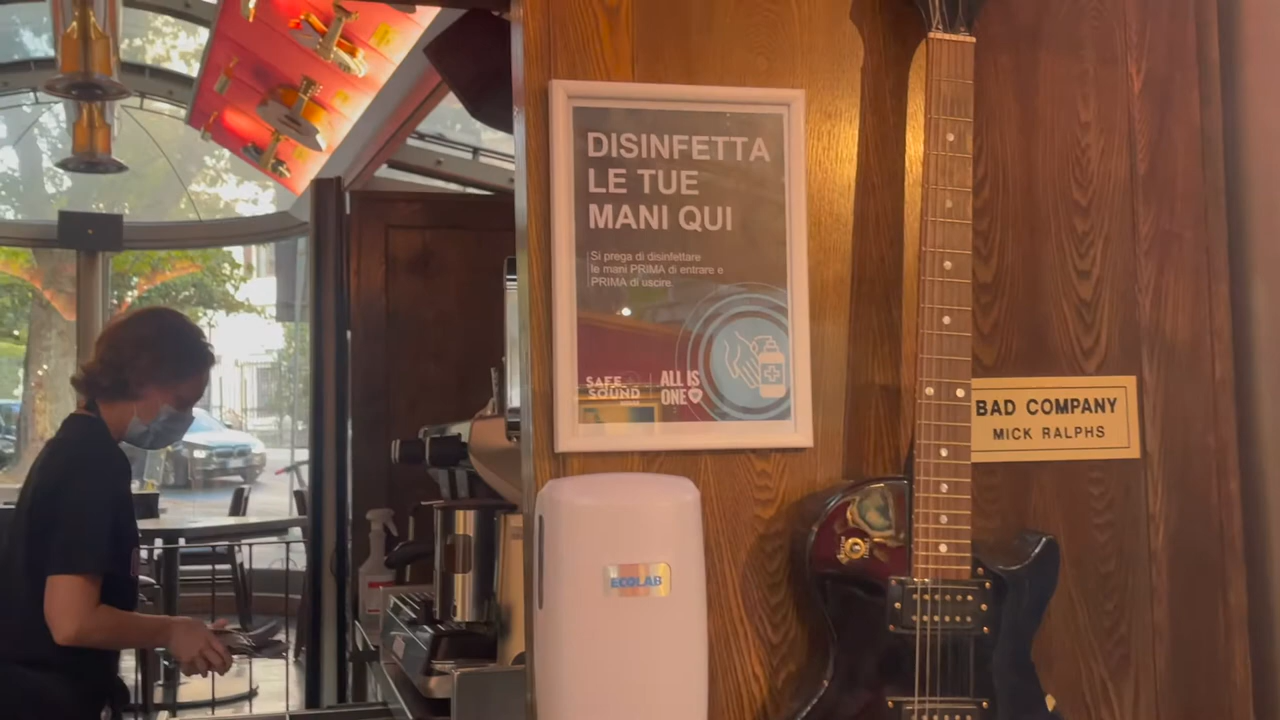 DISINFETTA
LE TUE
MANI QUI
Si prega di disinfettare
le mani PRIMA di entrare e
PRIMA di uscire.
SAFE
SOUND
ALL IS
ONE
ECOLAB
BAD COMPANY
MICK RALPHS